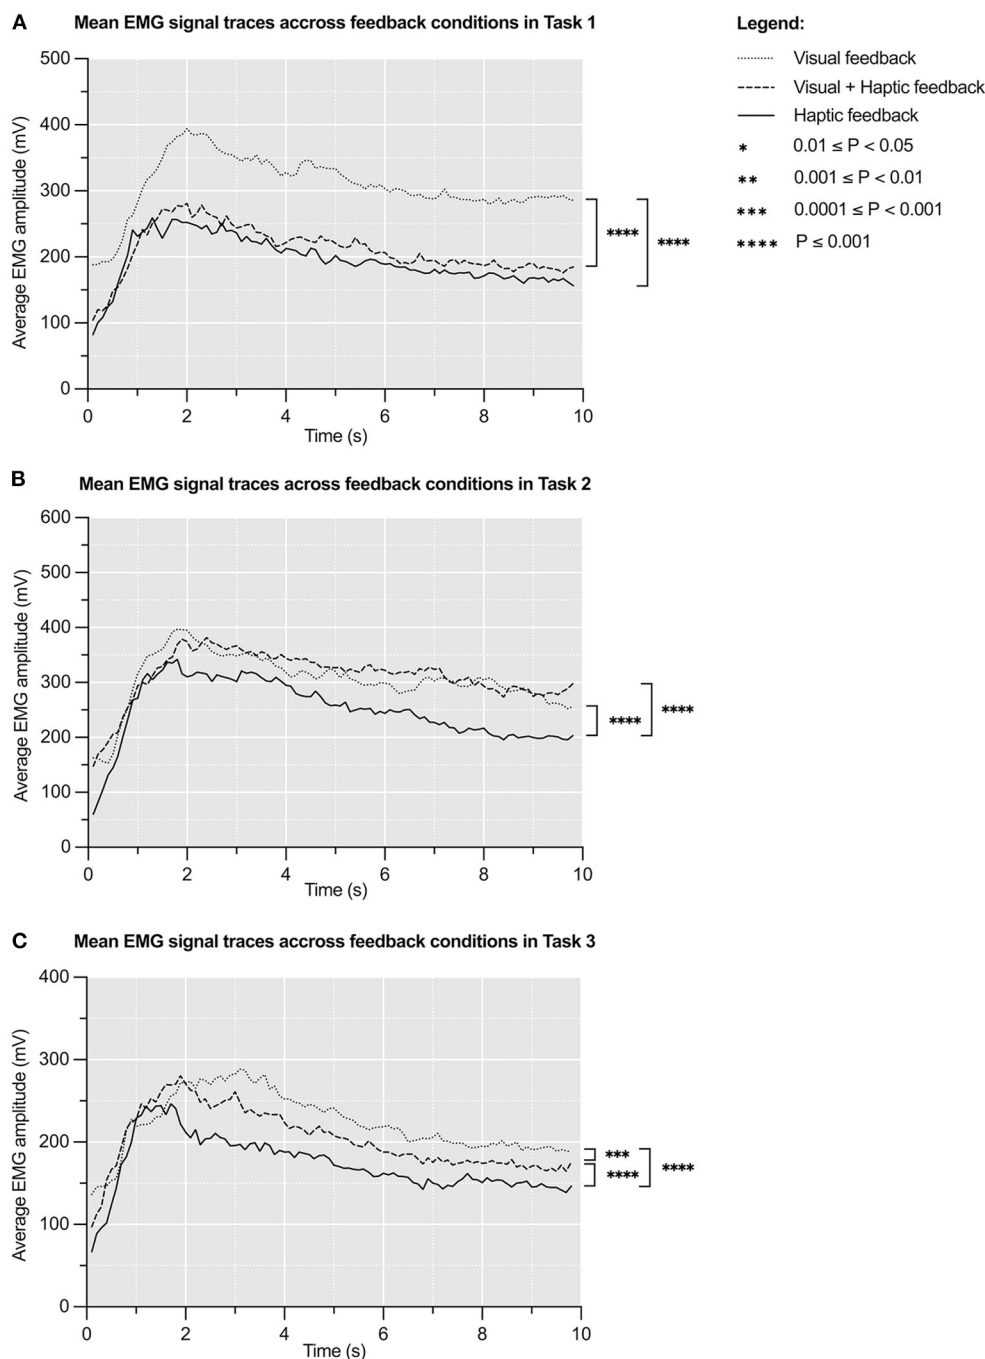 A
Mean EMG signal traces accross feedback conditions in Task 1
500
400
300
200
100
0
Average EMG amplitude (mV)
0 2 4 6 8 10
Time (s)
**** ****
Legend:
Visual feedback
Visual + Haptic feedback
Haptic feedback
* 0.01 ≤ P < 0.05
** 0.001 ≤ P < 0.01
*** 0.0001 ≤ P < 0.001
**** P ≤ 0.001
B
Mean EMG signal traces across feedback conditions in Task 2
600
500
400
300
200
100
0
Average EMG amplitude (mV)
0 2 4 6 8 10
Time (s)
**** ****
C
Mean EMG signal traces accross feedback conditions in Task 3
400
300
200
100
0
Average EMG amplitude (mV)
0 2 4 6 8 10
Time (s)
***
**** ****